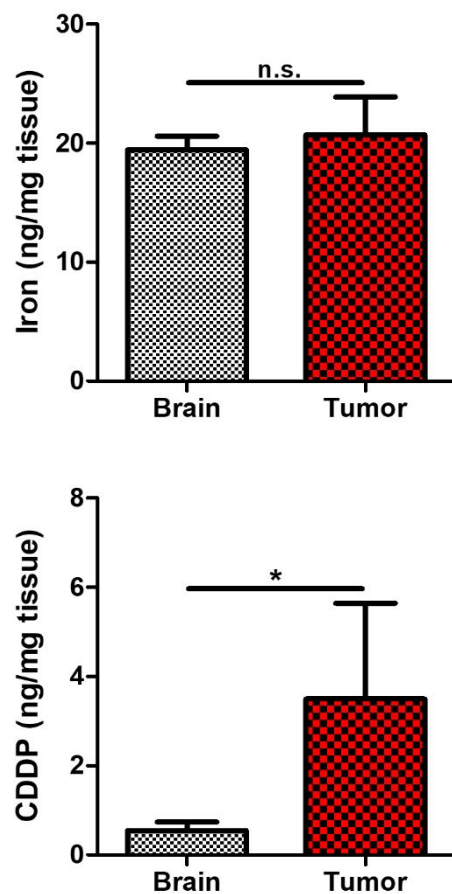 Iron (ng/mg tissue)
30
20
10
0
n.s.
Brain
Tumor
CDDP (ng/mg tissue)
8
6
4
2
0
*
Brain
Tumor